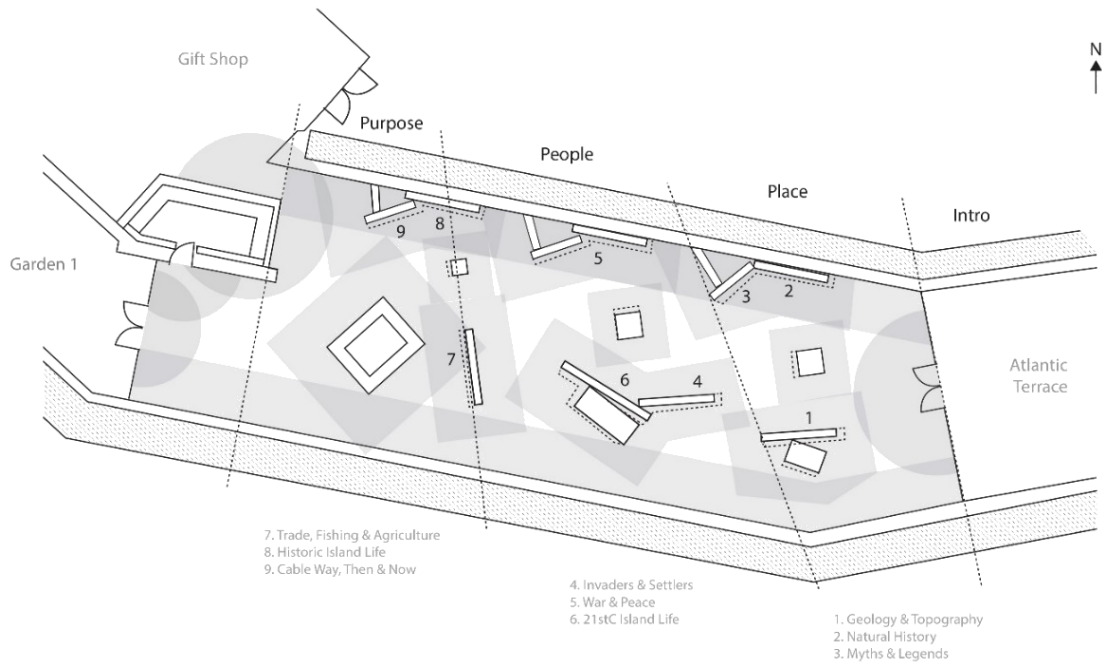 Gift Shop
N
Purpose
People
Place
Intro
9
8
5
3
2
Garden 1
7
6
4
1
Atlantic
Terrace
7. Trade, Fishing & Agriculture
8. Historic Island Life
9. Cable Way, Then & Now
4. Invaders & Settlers
5. War & Peace
6. 21stC Island Life
1. Geology & Topography
2. Natural History
3. Myths & Legends